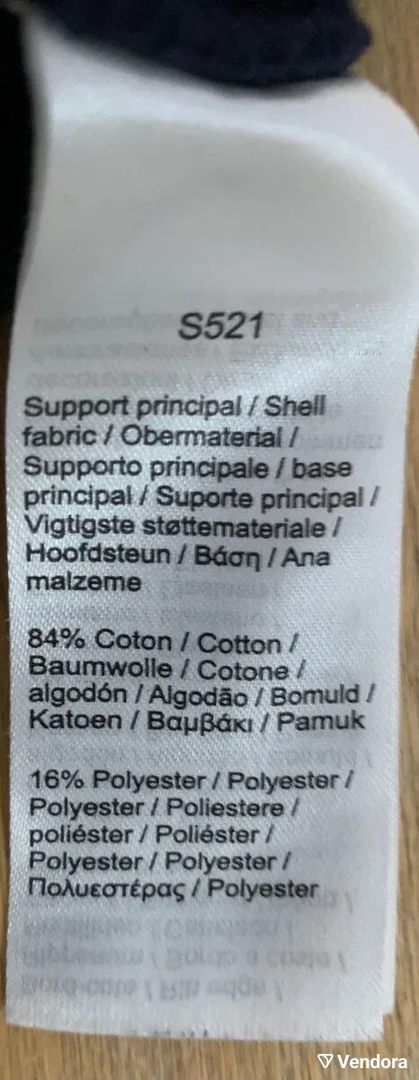 S521
Support principal / Shell
fabric / Obermaterial /
Supporto principale / base
principal / Suporte principal /
Vigtigste støttemateriale /
Hoofdsteun / Βάση / Ana
malzeme
84% Coton / Cotton /
Baumwolle / Cotone /
algodón / Algodão / Bomuld /
Katoen / Βαμβάκι / Pamuk
16% Polyester / Polyester /
Polyester / Poliestere /
poliéster / Poliéster /
Polyester / Polyester /
Πολυεστέρας / Polyester
Vendora